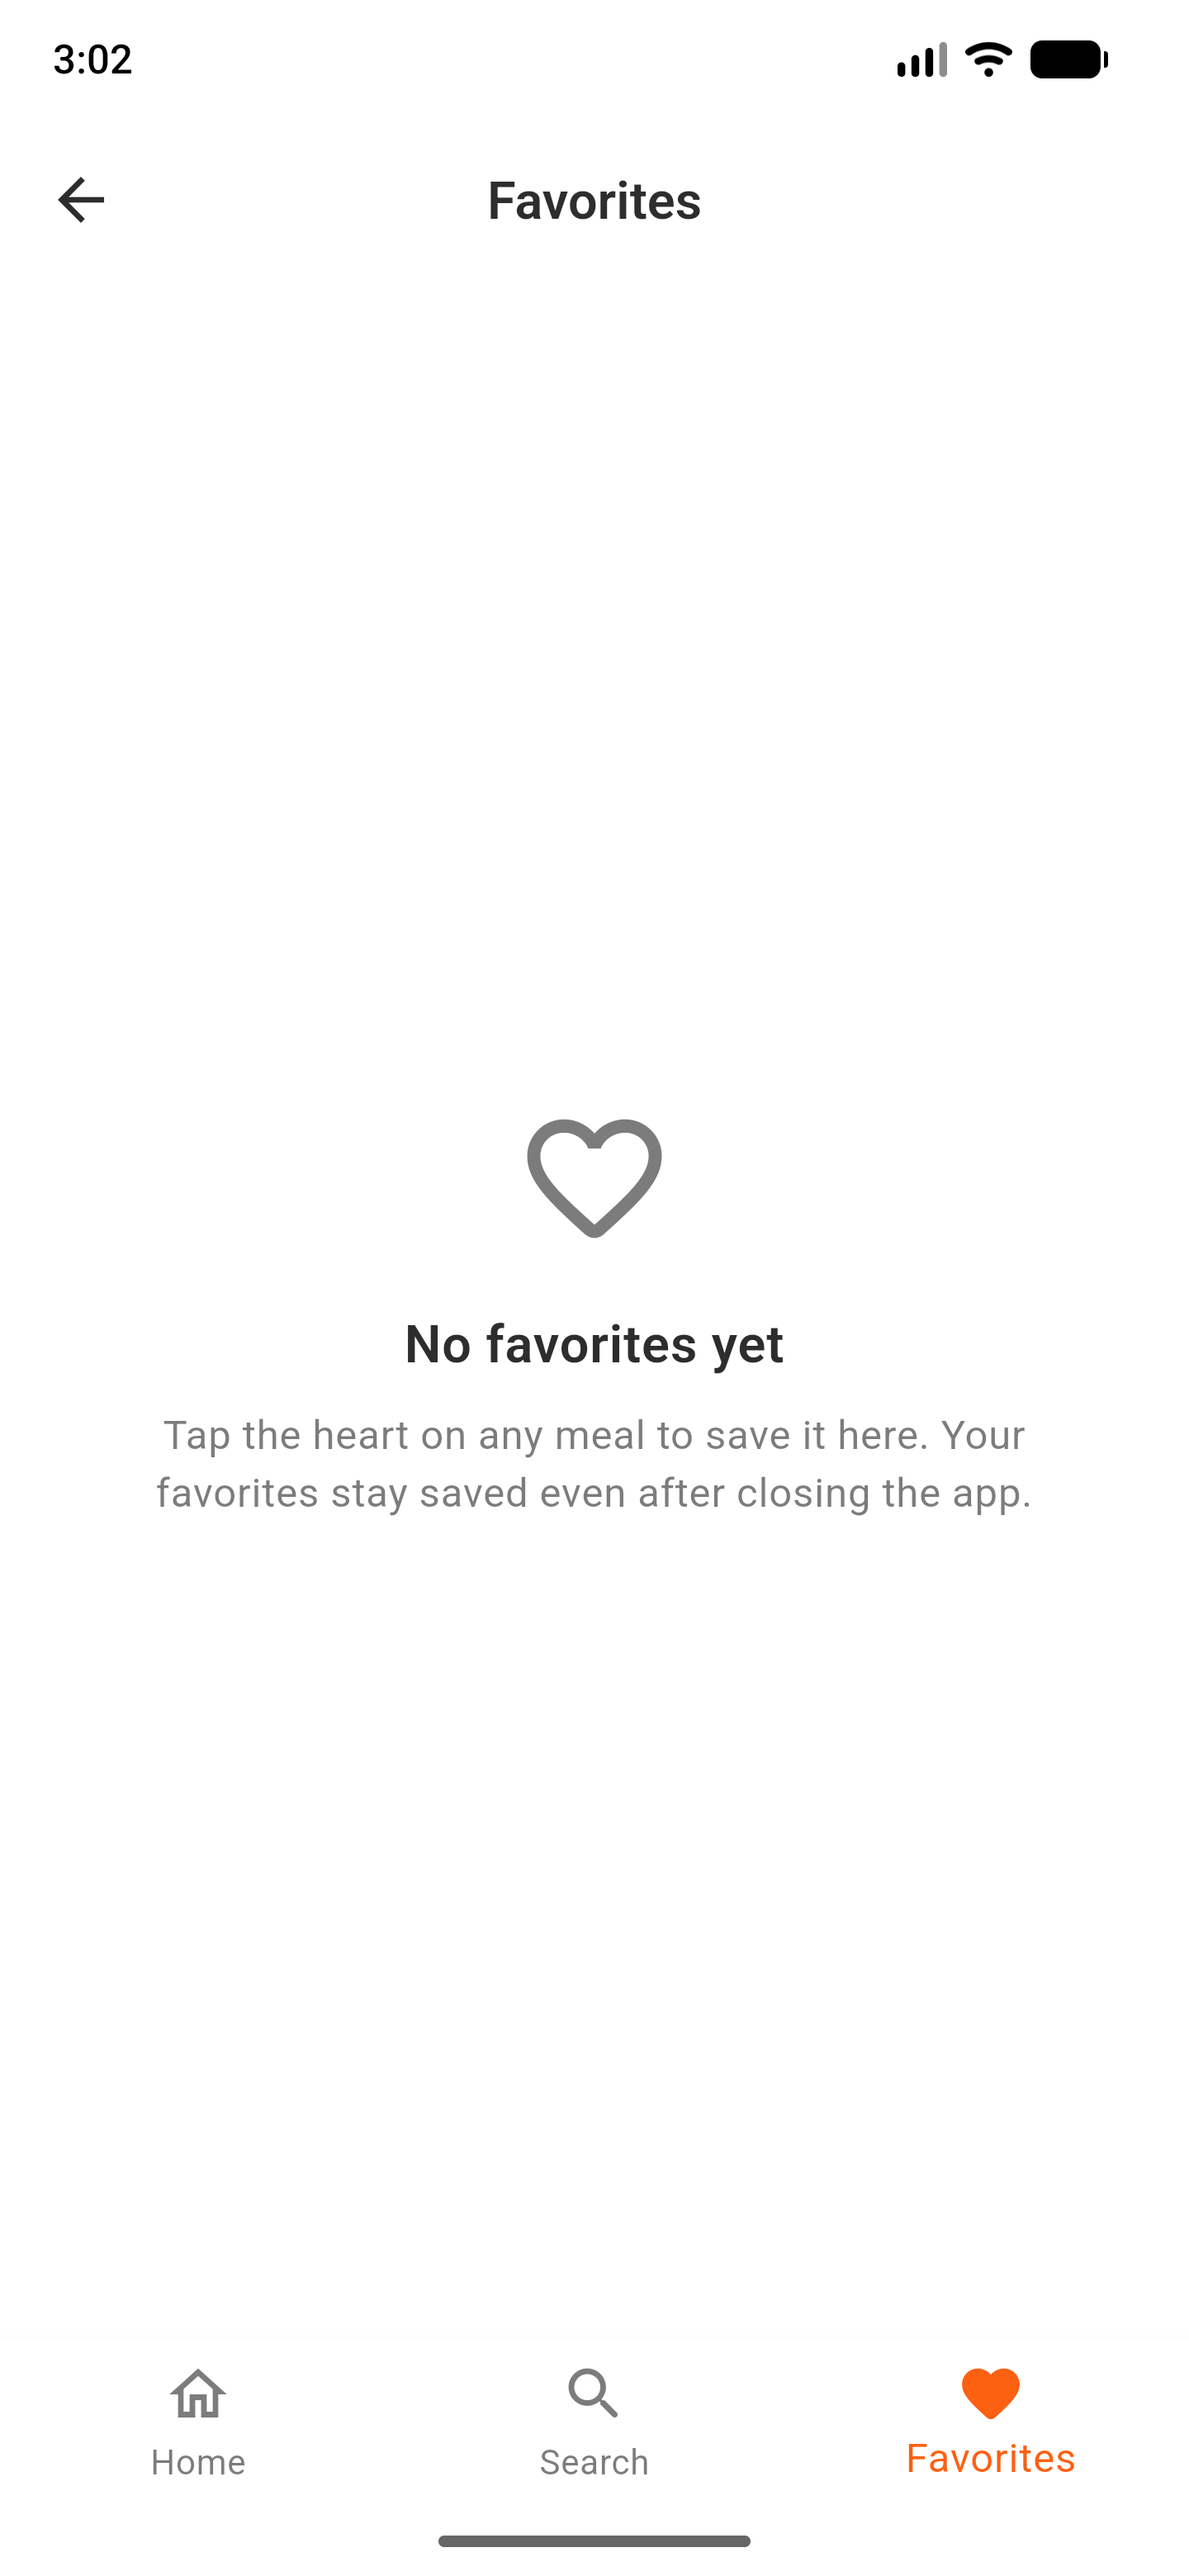 3:02
Favorites
No favorites yet
Tap the heart on any meal to save it here. Your
favorites stay saved even after closing the app.
Home
Search
Favorites